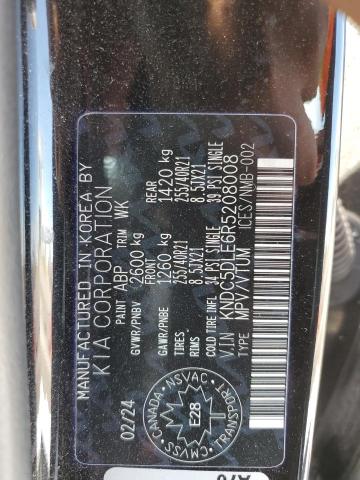 MANUFACTURED IN KOREA BY
KIA CORPORATION
02/24 PAINT ABP TRIM WK
GVWR/PNBV 2600 kg
FRONT REAR
GAWR/PNBE 1260 kg 1420 kg
TIRES 255/40R21 255/40R21
RIMS 8.5JX21 8.5JX21
COLD TIRE INFL 34 PSI SINGLE 39 PSI SINGLE
VIN KNDC5DLE6R5208008
TYPE MPV/VTUM ICES/NMB-002
CANADA NSVAC
E28
CMVSS TRANSPORT